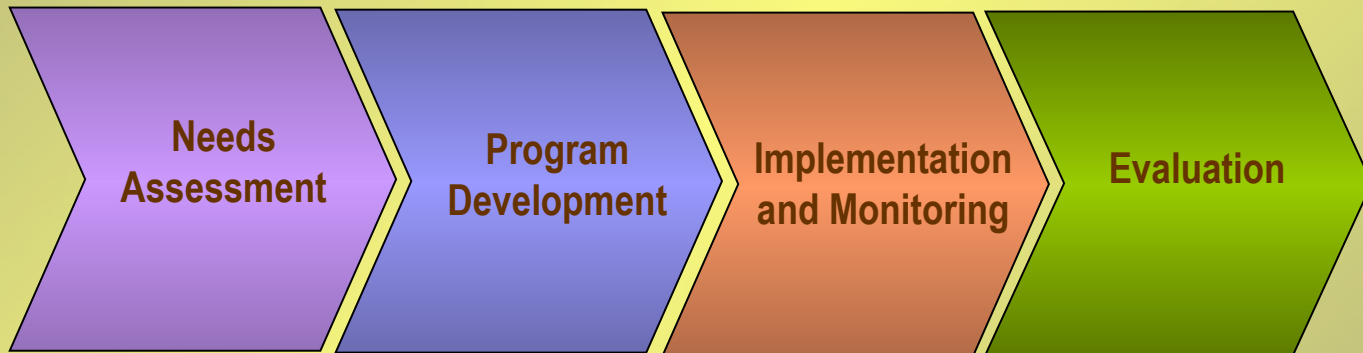 Needs
Assessment
Program
Development
Implementation
and Monitoring
Evaluation